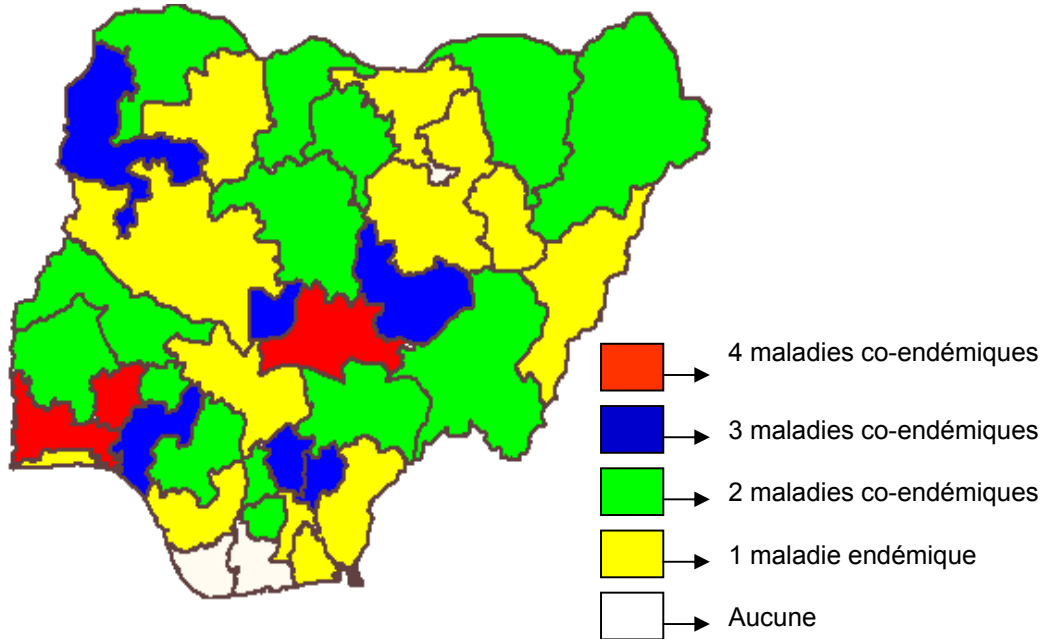 4 maladies co-endémiques
3 maladies co-endémiques
2 maladies co-endémiques
1 maladie endémique
Aucune